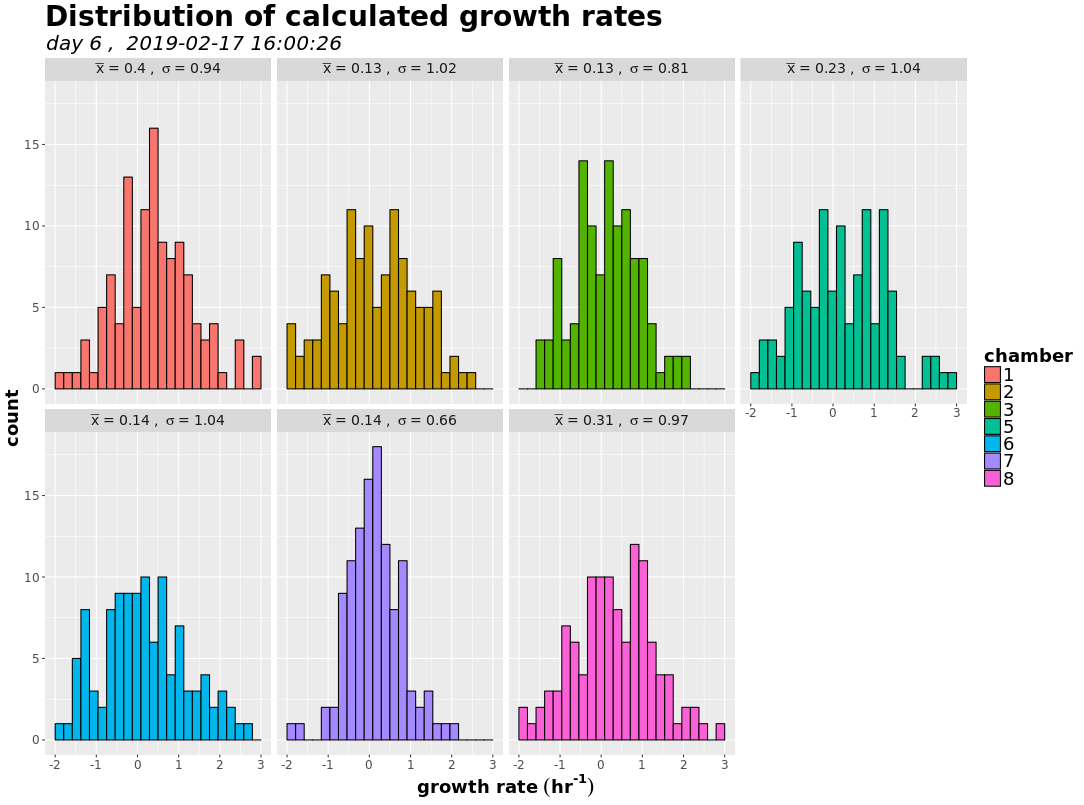 Distribution of calculated growth rates
day 6 ,  2019-02-17 16:00:26
x̅ = 0.4 ,  σ = 0.94
x̅ = 0.13 ,  σ = 1.02
x̅ = 0.13 ,  σ = 0.81
x̅ = 0.23 ,  σ = 1.04
15
10
5
0
-2 -1 0 1 2 3
x̅ = 0.14 ,  σ = 1.04
x̅ = 0.14 ,  σ = 0.66
x̅ = 0.31 ,  σ = 0.97
15
10
5
0
-2 -1 0 1 2 3
-2 -1 0 1 2 3
-2 -1 0 1 2 3
count
growth rate (hr⁻¹)
chamber
1
2
3
5
6
7
8